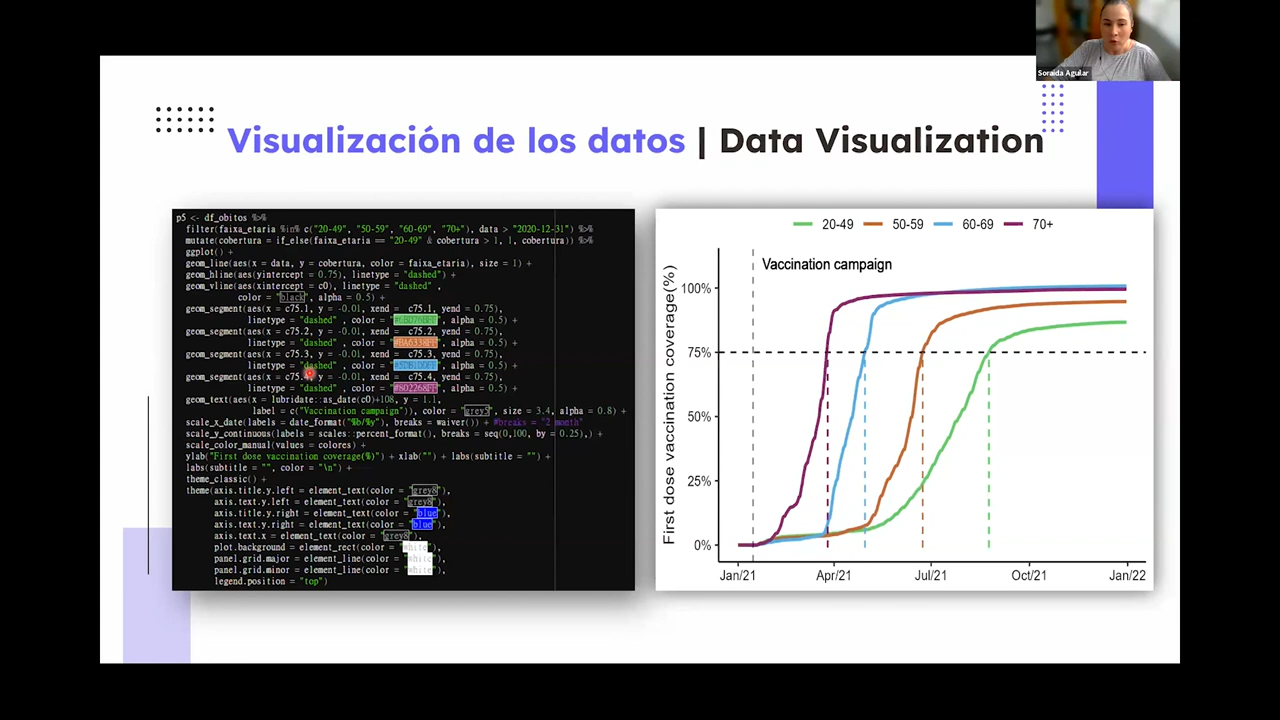 Soraida Aguilar
Visualización de los datos | Data Visualization
p5 <- df_obitos %>%
filter(faixa_etaria %in% c("20-49", "50-59", "60-69", "70+"), data > "2020-12-31") %>%
mutate(cobertura = if_else(faixa_etaria == "20-49" & cobertura > 1, 1, cobertura)) %>%
ggplot() +
geom_line(aes(x = data, y = cobertura, color = faixa_etaria), size = 1) +
geom_hline(aes(yintercept = 0.75), linetype = "dashed") +
geom_vline(aes(xintercept = c0), linetype = "dashed" ,
color = "black", alpha = 0.5) +
geom_segment(aes(x = c75.1, y = -0.01, xend = c75.1, yend = 0.75),
linetype = "dashed" , color = alpha = 0.5) +
geom_segment(aes(x = c75.2, y = -0.01, xend = c75.2, yend = 0.75),
linetype = "dashed" , color = "#BA6338FF", alpha = 0.5) +
geom_segment(aes(x = c75.3, y = -0.01, xend = c75.3, yend = 0.75),
linetype = "dashed" , color = "#5DB1DDFF", alpha = 0.5) +
geom_segment(aes(x = c75.4, y = -0.01, xend = c75.4, yend = 0.75),
linetype = "dashed" , color = "#802268FF", alpha = 0.5) +
geom_text(aes(x = lubridate::as_date(c0)+108, y = 1.1,
label = c("Vaccination campaign")), color = "grey5", size = 3.4, alpha = 0.8) +
scale_x_date(labels = date_format("%b/%y"), breaks = waiver()) + #breaks = "2 month"
scale_y_continuous(labels = scales::percent_format(), breaks = seq(0,100, by = 0.25),) +
scale_color_manual(values = colores) +
ylab("First dose vaccination coverage(%)") + xlab("") + labs(subtitle = "") +
labs(subtitle = "", color = "\n") +
theme_classic() +
theme(axis.title.y.left = element_text(color = "grey8"),
axis.text.y.left = element_text(color = "grey8"),
axis.title.y.right = element_text(color = "blue"),
axis.text.y.right = element_text(color = "blue"),
axis.text.x = element_text(color = "grey8"),
plot.background = element_rect(color = "white"),
panel.grid.major = element_line(color = "white"),
panel.grid.minor = element_line(color = "white"),
legend.position = "top")
20-49 50-59 60-69 70+
Vaccination campaign
First dose vaccination coverage(%)
100%
75%
50%
25%
0%
Jan/21 Apr/21 Jul/21 Oct/21 Jan/22